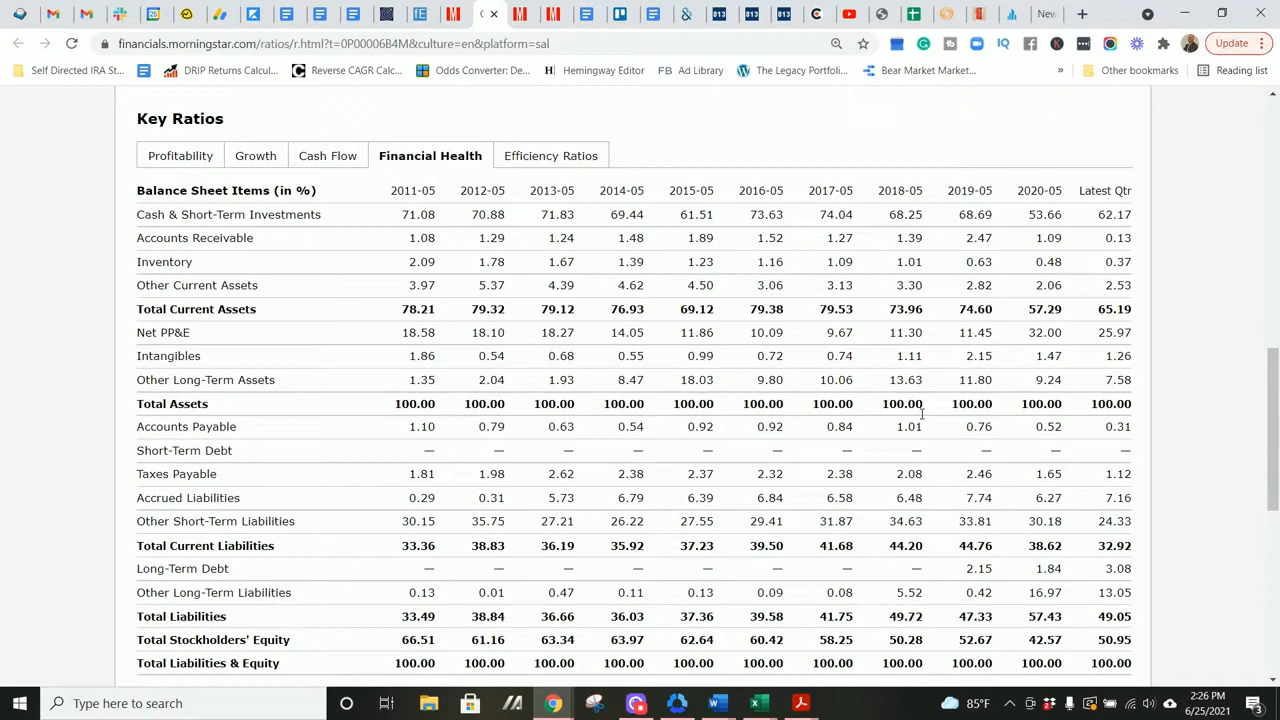 New
financials.morningstar.com/ratios/r.html?t=0P00006B4M&culture=en&platform=sal
Update
Self Directed IRA St...
DRIP Returns Calcul...
Reverse CAGR Calc...
Odds Converter: De...
Hemingway Editor
FB Ad Library
The Legacy Portfoli...
Bear Market Market...
»
Other bookmarks
Reading list
Key Ratios
Profitability Growth Cash Flow Financial Health Efficiency Ratios
Balance Sheet Items (in %) 2011-05 2012-05 2013-05 2014-05 2015-05 2016-05 2017-05 2018-05 2019-05 2020-05 Latest Qtr
Cash & Short-Term Investments 71.08 70.88 71.83 69.44 61.51 73.63 74.04 68.25 68.69 53.66 62.17
Accounts Receivable 1.08 1.29 1.24 1.48 1.89 1.52 1.27 1.39 2.47 1.09 0.13
Inventory 2.09 1.78 1.67 1.39 1.23 1.16 1.09 1.01 0.63 0.48 0.37
Other Current Assets 3.97 5.37 4.39 4.62 4.50 3.06 3.13 3.30 2.82 2.06 2.53
Total Current Assets 78.21 79.32 79.12 76.93 69.12 79.38 79.53 73.96 74.60 57.29 65.19
Net PP&E 18.58 18.10 18.27 14.05 11.86 10.09 9.67 11.30 11.45 32.00 25.97
Intangibles 1.86 0.54 0.68 0.55 0.99 0.72 0.74 1.11 2.15 1.47 1.26
Other Long-Term Assets 1.35 2.04 1.93 8.47 18.03 9.80 10.06 13.63 11.80 9.24 7.58
Total Assets 100.00 100.00 100.00 100.00 100.00 100.00 100.00 100.00 100.00 100.00 100.00
Accounts Payable 1.10 0.79 0.63 0.54 0.92 0.92 0.84 1.01 0.76 0.52 0.31
Short-Term Debt — — — — — — — — — — —
Taxes Payable 1.81 1.98 2.62 2.38 2.37 2.32 2.38 2.08 2.46 1.65 1.12
Accrued Liabilities 0.29 0.31 5.73 6.79 6.39 6.84 6.58 6.48 7.74 6.27 7.16
Other Short-Term Liabilities 30.15 35.75 27.21 26.22 27.55 29.41 31.87 34.63 33.81 30.18 24.33
Total Current Liabilities 33.36 38.83 36.19 35.92 37.23 39.50 41.68 44.20 44.76 38.62 32.92
Long-Term Debt — — — — — — — — 2.15 1.84 3.08
Other Long-Term Liabilities 0.13 0.01 0.47 0.11 0.13 0.09 0.08 5.52 0.42 16.97 13.05
Total Liabilities 33.49 38.84 36.66 36.03 37.36 39.58 41.75 49.72 47.33 57.43 49.05
Total Stockholders' Equity 66.51 61.16 63.34 63.97 62.64 60.42 58.25 50.28 52.67 42.57 50.95
Total Liabilities & Equity 100.00 100.00 100.00 100.00 100.00 100.00 100.00 100.00 100.00 100.00 100.00
Type here to search
85°F
2:26 PM
6/25/2021